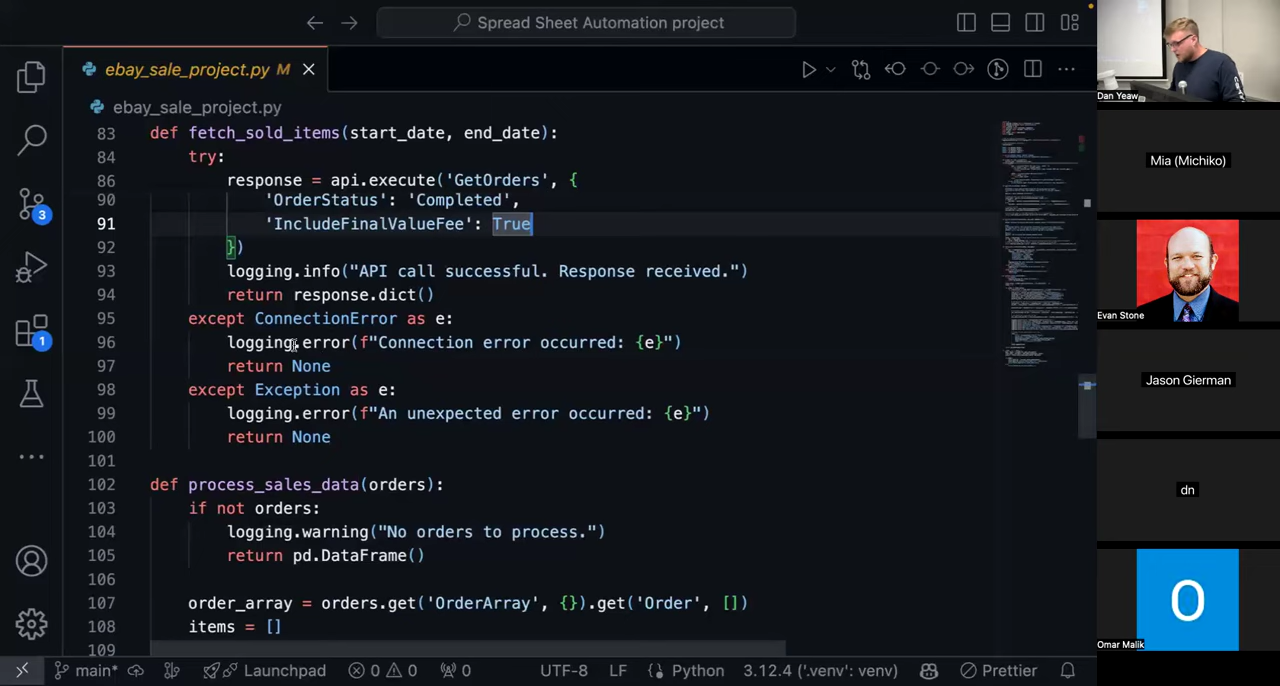 Spread Sheet Automation project
ebay_sale_project.py M
ebay_sale_project.py
83 def fetch_sold_items(start_date, end_date):
84 try:
86 response = api.execute('GetOrders', {
90 'OrderStatus': 'Completed',
91 'IncludeFinalValueFee': True
92 })
93 logging.info("API call successful. Response received.")
94 return response.dict()
95 except ConnectionError as e:
96 logging.error(f"Connection error occurred: {e}")
97 return None
98 except Exception as e:
99 logging.error(f"An unexpected error occurred: {e}")
100 return None
101
102 def process_sales_data(orders):
103 if not orders:
104 logging.warning("No orders to process.")
105 return pd.DataFrame()
106
107 order_array = orders.get('OrderArray', {}).get('Order', [])
108 items = []
109
3
1
main* Launchpad 0 0 0 UTF-8 LF Python 3.12.4 ('.venv': venv) Prettier
Dan Yeaw
Mia (Michiko)
Evan Stone
Jason Gierman
dn
O
Omar Malik